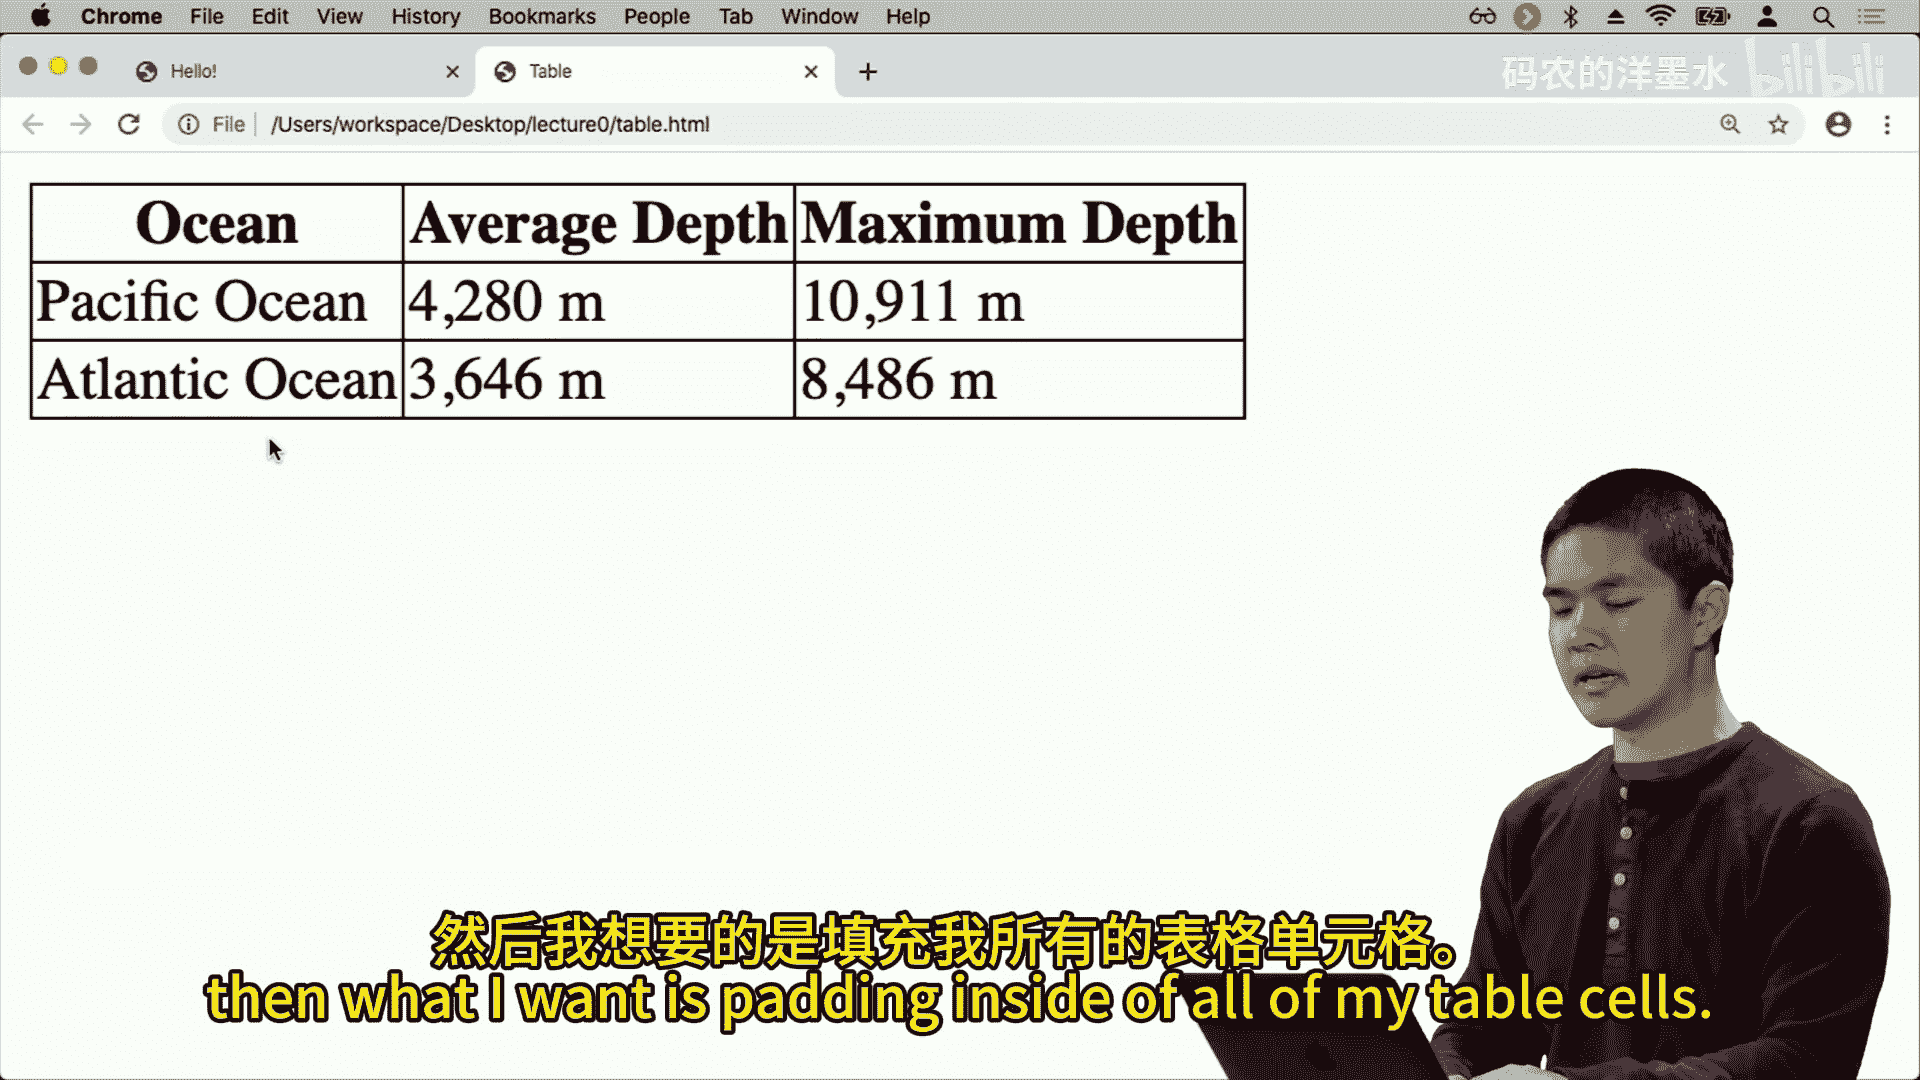 Chrome File Edit View History Bookmarks People Tab Window Help
Hello! Table
码农的洋墨水 bilibili
File /Users/workspace/Desktop/lecture0/table.html
Ocean Average Depth Maximum Depth
Pacific Ocean 4,280 m 10,911 m
Atlantic Ocean 3,646 m 8,486 m
然后我想要的是填充我所有的表格单元格。
then what I want is padding inside of all of my table cells.